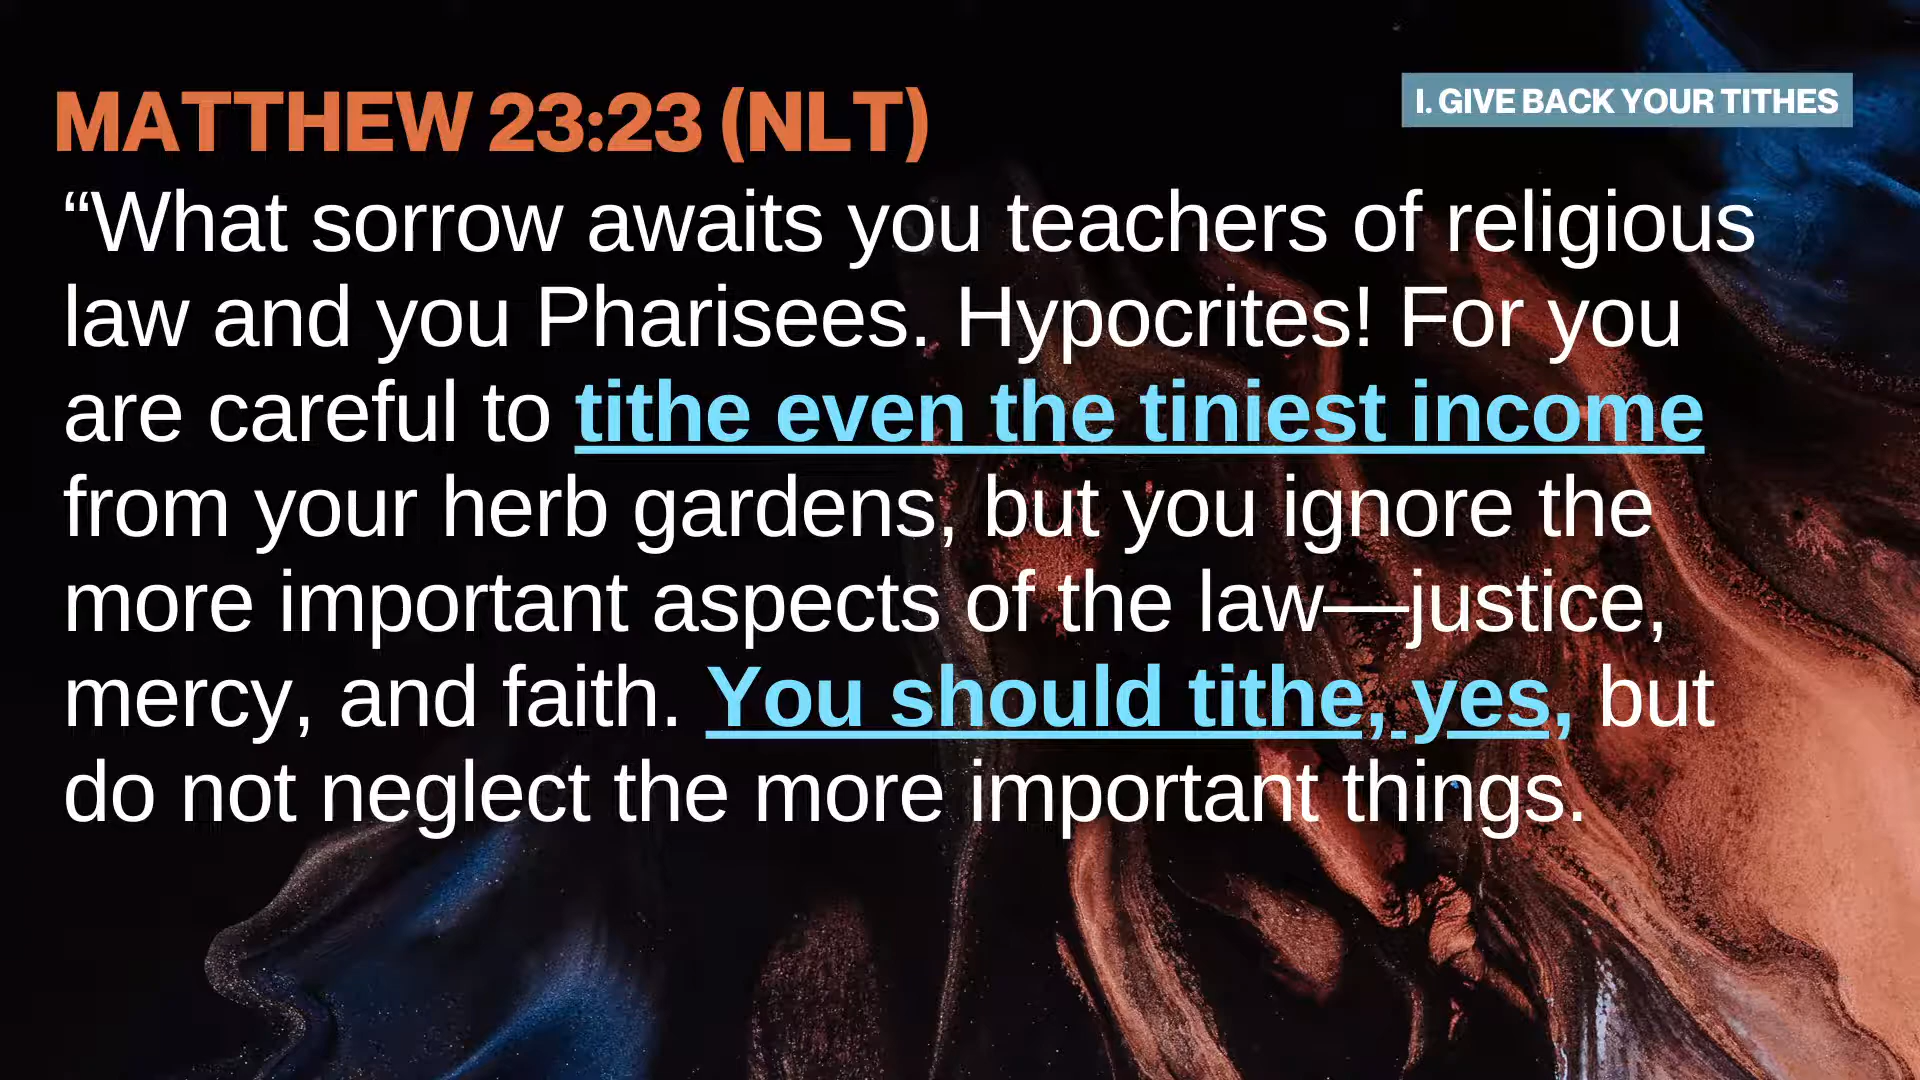 MATTHEW 23:23 (NLT)
I. GIVE BACK YOUR TITHES
“What sorrow awaits you teachers of religious
law and you Pharisees. Hypocrites! For you
are careful to tithe even the tiniest income
from your herb gardens, but you ignore the
more important aspects of the law—justice,
mercy, and faith. You should tithe, yes, but
do not neglect the more important things.